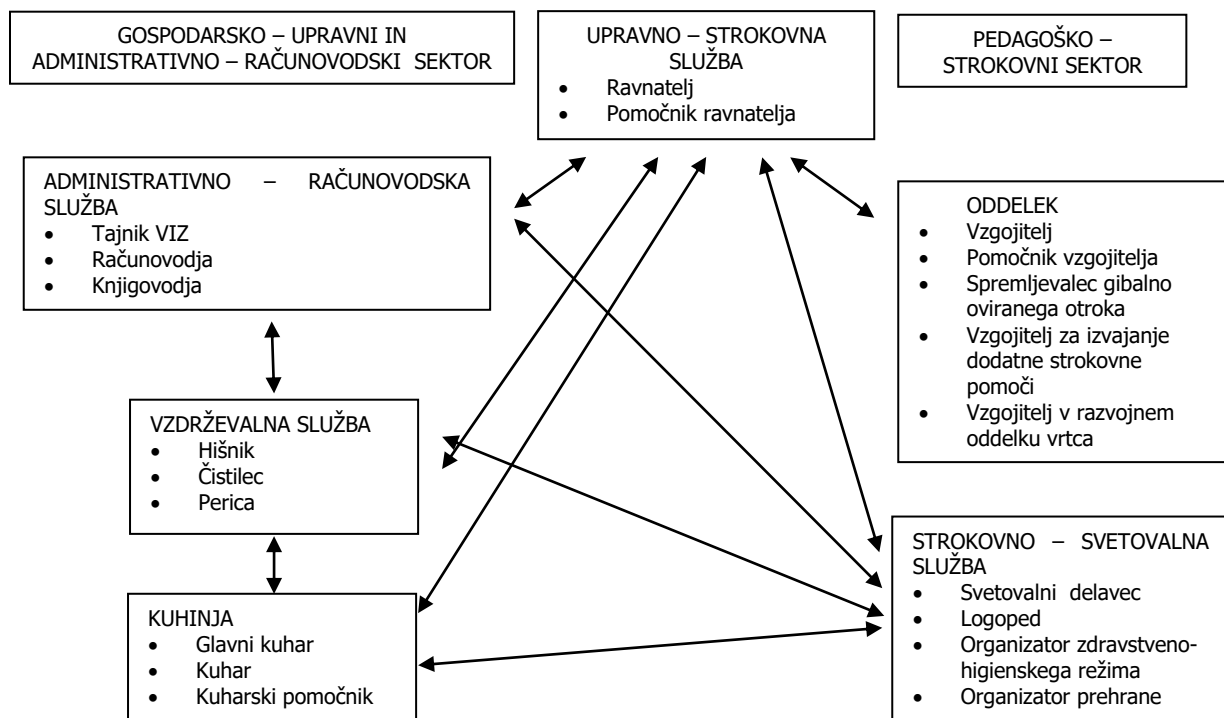 GOSPODARSKO – UPRAVNI IN
ADMINISTRATIVNO – RAČUNOVODSKI SEKTOR
UPRAVNO – STROKOVNA
SLUŽBA
• Ravnatelj
• Pomočnik ravnatelja
PEDAGOŠKO –
STROKOVNI SEKTOR
ADMINISTRATIVNO – RAČUNOVODSKA
SLUŽBA
• Tajnik VIZ
• Računovodja
• Knjigovodja
ODDELEK
• Vzgojitelj
• Pomočnik vzgojitelja
• Spremljevalec gibalno
oviranega otroka
• Vzgojitelj za izvajanje
dodatne strokovne
pomoči
• Vzgojitelj v razvojnem
oddelku vrtca
VZDRŽEVALNA SLUŽBA
• Hišnik
• Čistilec
• Perica
STROKOVNO – SVETOVALNA
SLUŽBA
• Svetovalni delavec
• Logoped
• Organizator zdravstveno-
higienskega režima
• Organizator prehrane
KUHINJA
• Glavni kuhar
• Kuhar
• Kuharski pomočnik